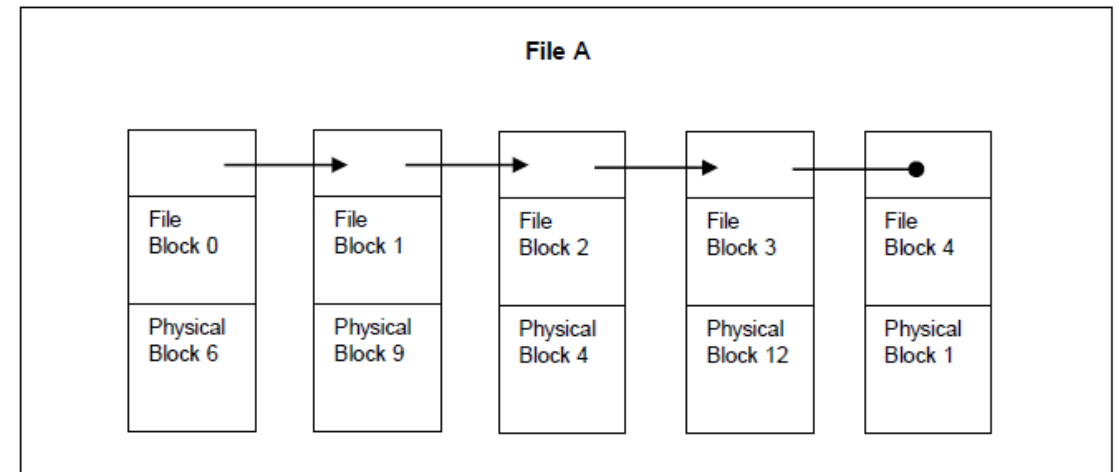 File A
File
Block 0
File
Block 1
File
Block 2
File
Block 3
File
Block 4
Physical
Block 6
Physical
Block 9
Physical
Block 4
Physical
Block 12
Physical
Block 1